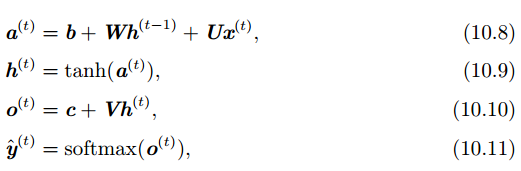 a⁽ᵗ⁾ = b + Wh⁽ᵗ⁻¹⁾ + Ux⁽ᵗ⁾, (10.8)
h⁽ᵗ⁾ = tanh(a⁽ᵗ⁾), (10.9)
o⁽ᵗ⁾ = c + Vh⁽ᵗ⁾, (10.10)
ŷ⁽ᵗ⁾ = softmax(o⁽ᵗ⁾), (10.11)